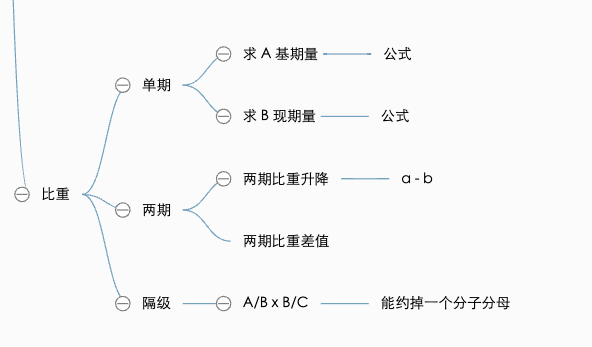 比重
单期
求 A 基期量
公式
求 B 现期量
公式
两期
两期比重升降
a - b
两期比重差值
隔级
A/B x B/C
能约掉一个分子分母